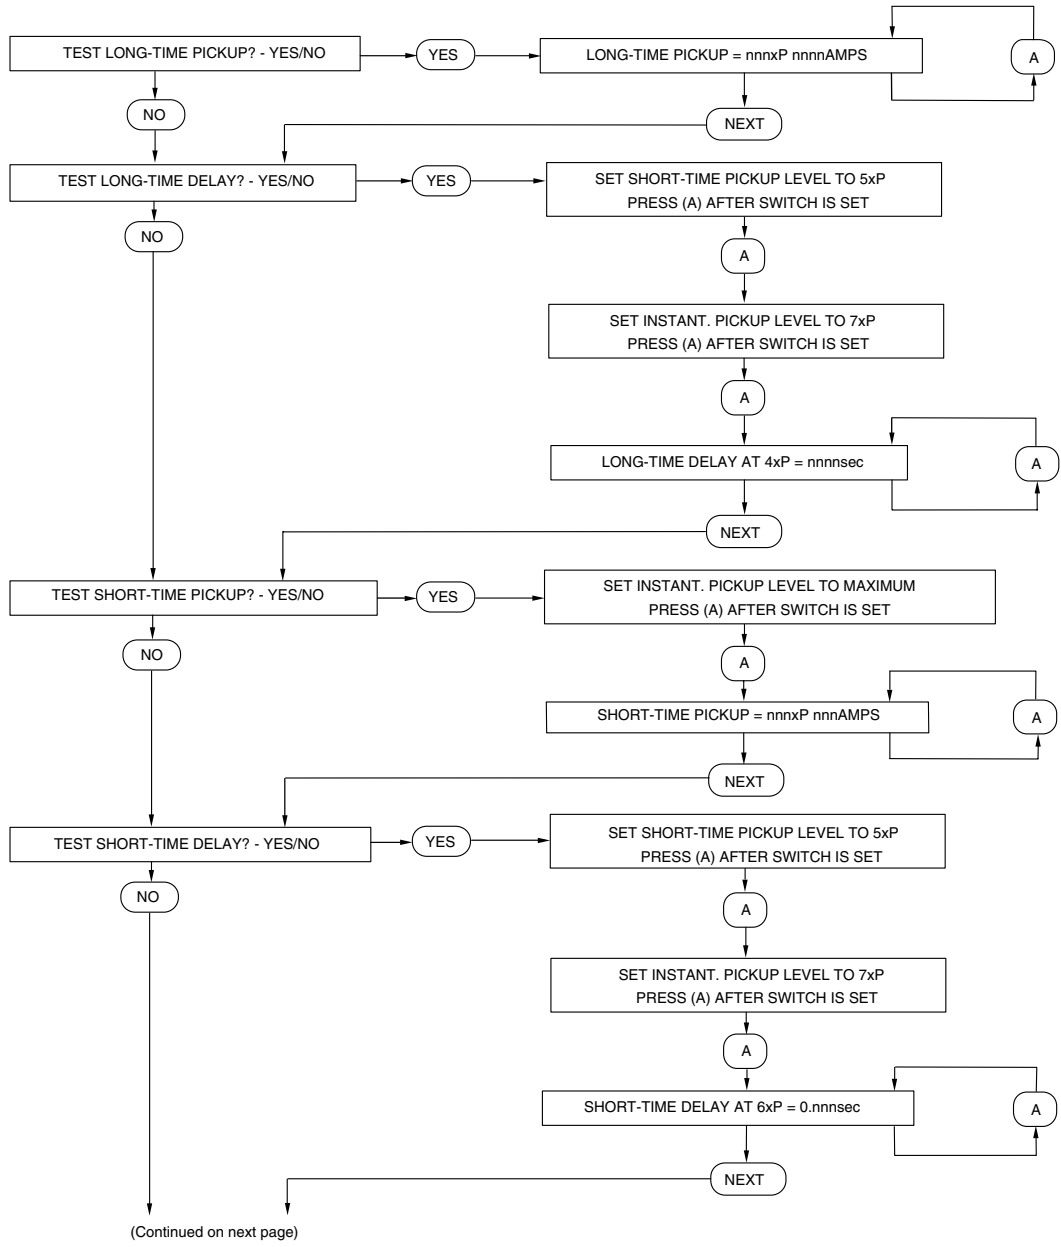 TEST LONG-TIME PICKUP? - YES/NO
YES
LONG-TIME PICKUP = nnnxP nnnnAMPS
A
NO
NEXT
TEST LONG-TIME DELAY? - YES/NO
YES
SET SHORT-TIME PICKUP LEVEL TO 5xP
PRESS (A) AFTER SWITCH IS SET
NO
A
SET INSTANT. PICKUP LEVEL TO 7xP
PRESS (A) AFTER SWITCH IS SET
A
LONG-TIME DELAY AT 4xP = nnnnsec
A
NEXT
TEST SHORT-TIME PICKUP? - YES/NO
YES
SET INSTANT. PICKUP LEVEL TO MAXIMUM
PRESS (A) AFTER SWITCH IS SET
NO
A
SHORT-TIME PICKUP = nnnxP nnnAMPS
A
NEXT
TEST SHORT-TIME DELAY? - YES/NO
YES
SET SHORT-TIME PICKUP LEVEL TO 5xP
PRESS (A) AFTER SWITCH IS SET
NO
A
SET INSTANT. PICKUP LEVEL TO 7xP
PRESS (A) AFTER SWITCH IS SET
A
SHORT-TIME DELAY AT 6xP = 0.nnnsec
A
NEXT
(Continued on next page)